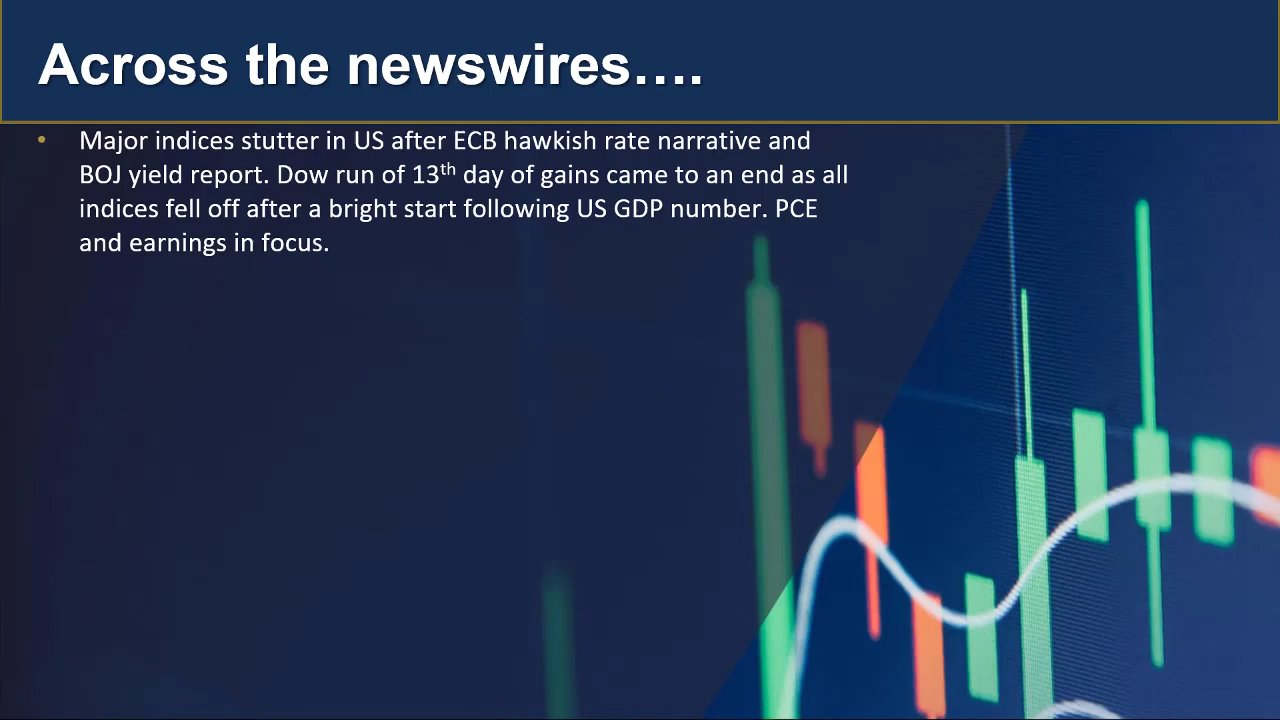 Across the newswires….
• Major indices stutter in US after ECB hawkish rate narrative and
BOJ yield report. Dow run of 13th day of gains came to an end as all
indices fell off after a bright start following US GDP number. PCE
and earnings in focus.